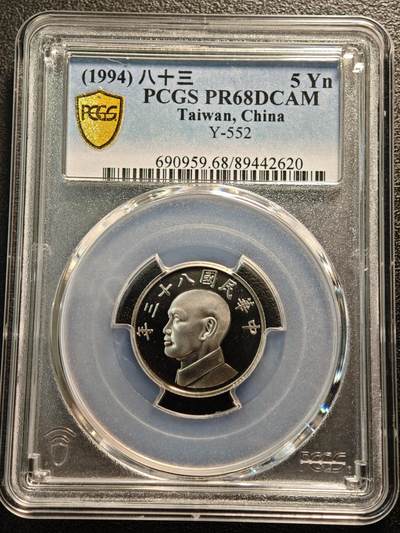 (1994) 八十三 5 Yn
PCGS PR68DCAM
Taiwan, China
Y-552
690959.68/89442620
PCGS
年三十八國民華中
PCGS